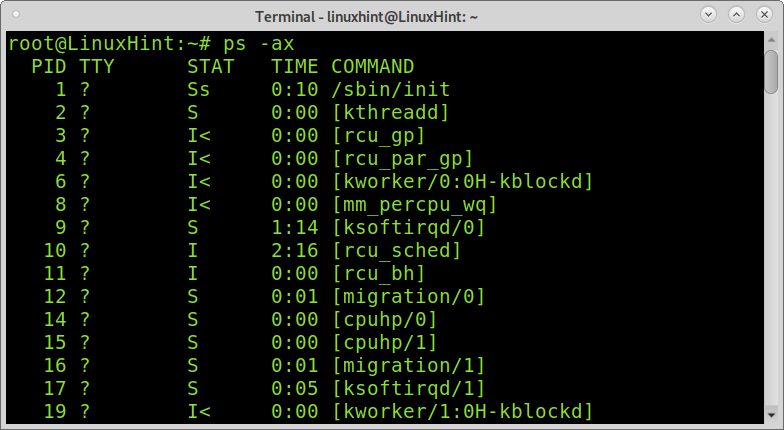 Terminal - linuxhint@LinuxHint: ~
root@LinuxHint:~# ps -ax
  PID TTY      STAT   TIME COMMAND
    1 ?        Ss     0:10 /sbin/init
    2 ?        S      0:00 [kthreadd]
    3 ?        I<     0:00 [rcu_gp]
    4 ?        I<     0:00 [rcu_par_gp]
    6 ?        I<     0:00 [kworker/0:0H-kblockd]
    8 ?        I<     0:00 [mm_percpu_wq]
    9 ?        S      1:14 [ksoftirqd/0]
   10 ?        I      2:16 [rcu_sched]
   11 ?        I      0:00 [rcu_bh]
   12 ?        S      0:01 [migration/0]
   14 ?        S      0:00 [cpuhp/0]
   15 ?        S      0:00 [cpuhp/1]
   16 ?        S      0:01 [migration/1]
   17 ?        S      0:05 [ksoftirqd/1]
   19 ?        I<     0:00 [kworker/1:0H-kblockd]